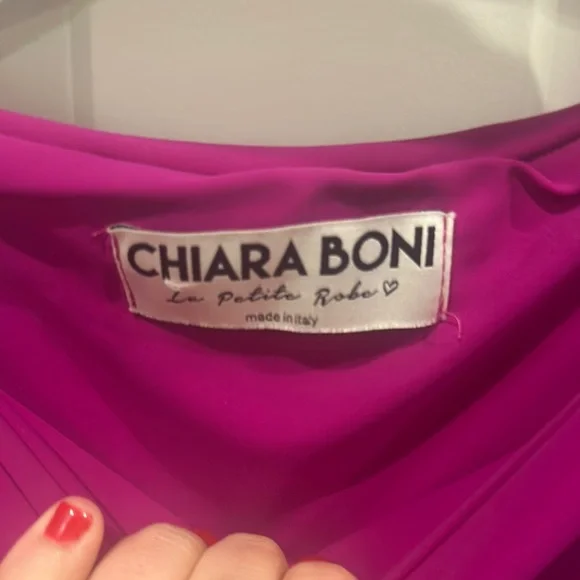 CHIARA BONI
La Petite Robe♡
made in italy